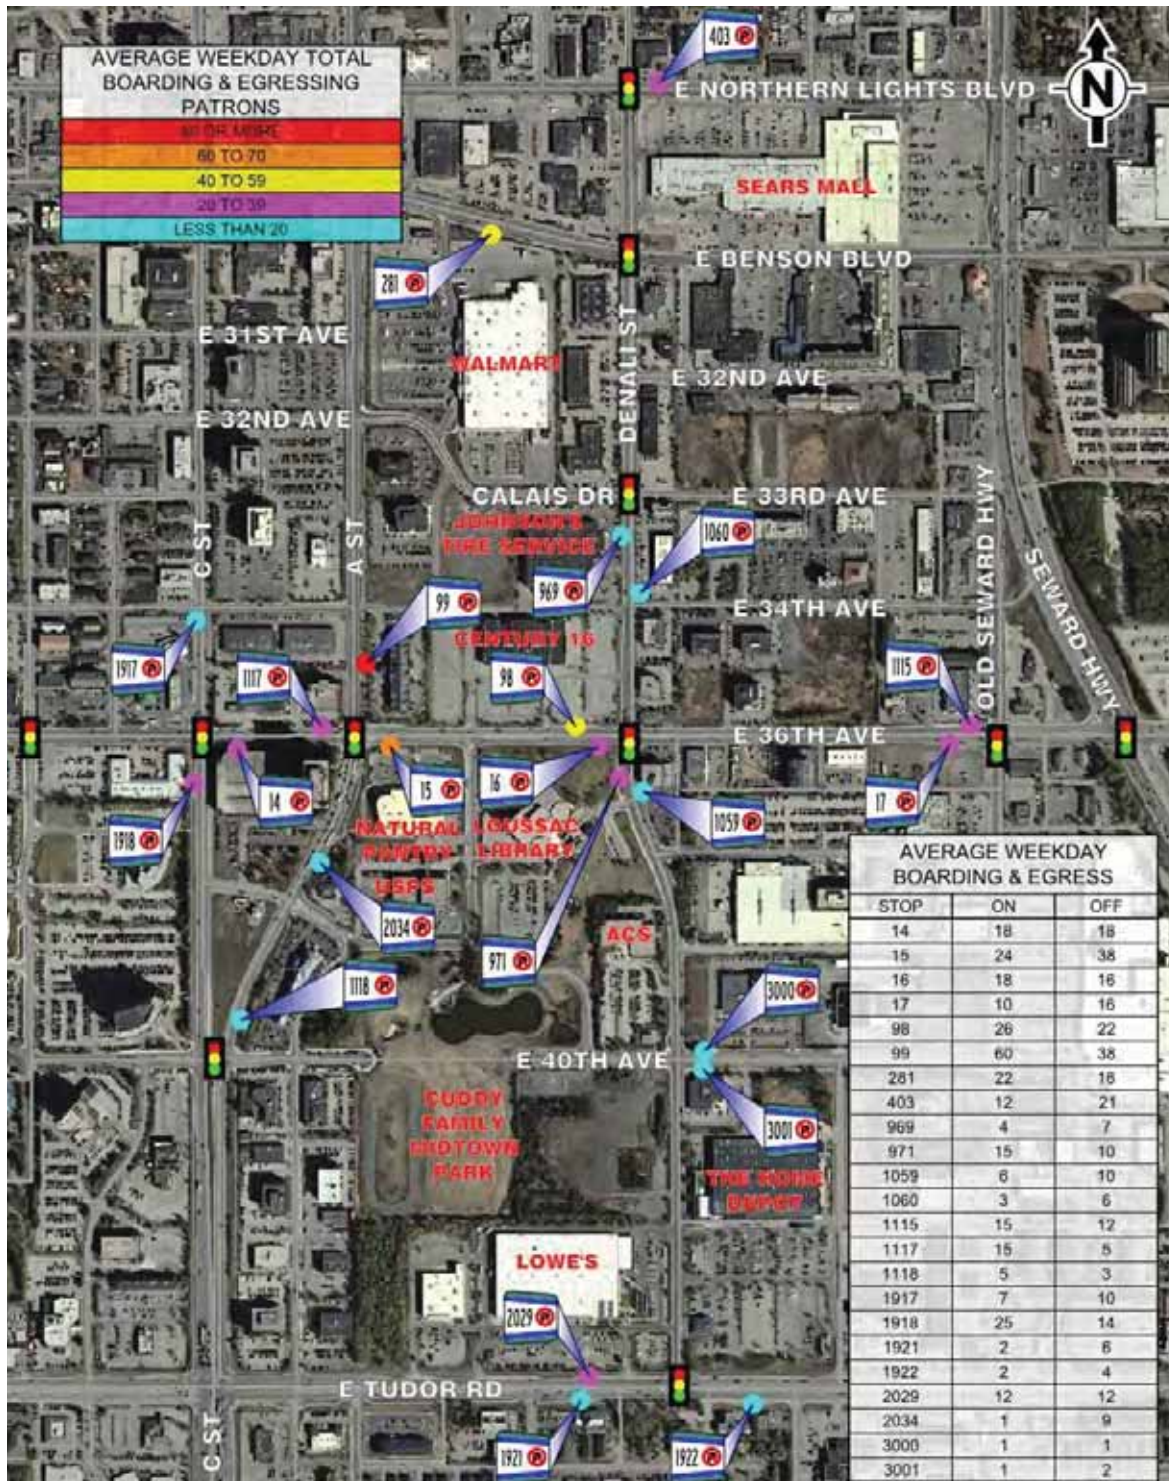 AVERAGE WEEKDAY TOTAL
BOARDING & EGRESSING
PATRONS
80 OR MORE
60 TO 70
40 TO 59
20 TO 39
LESS THAN 20
403
E NORTHERN LIGHTS BLVD
N
SEARS MALL
E BENSON BLVD
281
E 31ST AVE
WALMART
DENALI ST
E 32ND AVE
E 32ND AVE
CALAIS DR
E 33RD AVE
JOHNSON'S
TIRE SERVICE
1060
969
C ST
A ST
OLD SEWARD HWY
SEWARD HWY
99
E 34TH AVE
CENTURY 16
1917
1117
98
1115
E 36TH AVE
14
15
16
17
1918
1059
NATURAL
PANTRY
LOUSSAC
LIBRARY
USPS
2034
971
ACS
1118
3000
E 40TH AVE
CUDDY
FAMILY
MIDTOWN
PARK
3001
THE HOME
DEPOT
LOWE'S
2029
E TUDOR RD
C ST
1921
1922
AVERAGE WEEKDAY
BOARDING & EGRESS
STOP ON OFF
14 18 18
15 24 38
16 18 16
17 10 16
98 26 22
99 60 38
281 22 18
403 12 21
969 4 7
971 15 10
1059 6 10
1060 3 6
1115 15 12
1117 15 5
1118 5 3
1917 7 10
1918 25 14
1921 2 6
1922 2 4
2029 12 12
2034 1 9
3000 1 1
3001 1 2